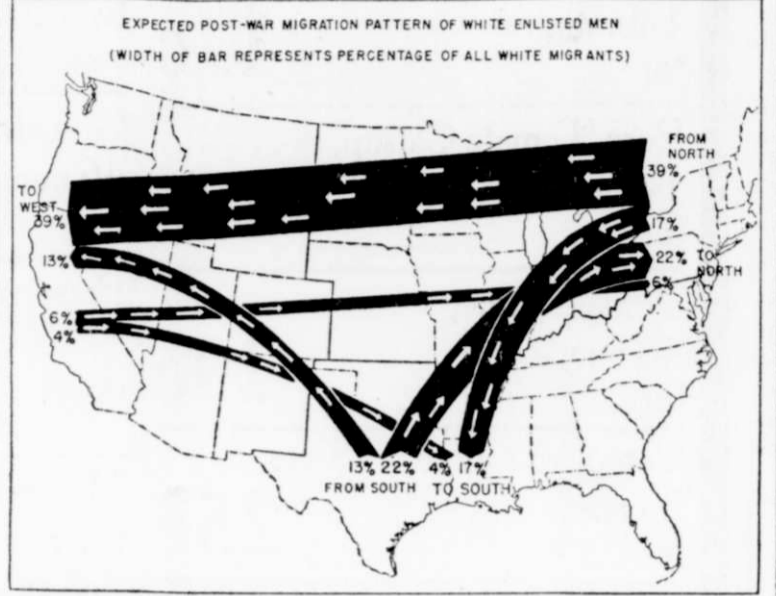 EXPECTED POST-WAR MIGRATION PATTERN OF WHITE ENLISTED MEN
(WIDTH OF BAR REPRESENTS PERCENTAGE OF ALL WHITE MIGRANTS)
FROM
NORTH
39%
TO
WEST
39%
17%
13%
22% TO
NORTH
6%
6%
4%
13% 22% 4% 17%
FROM SOUTH TO SOUTH